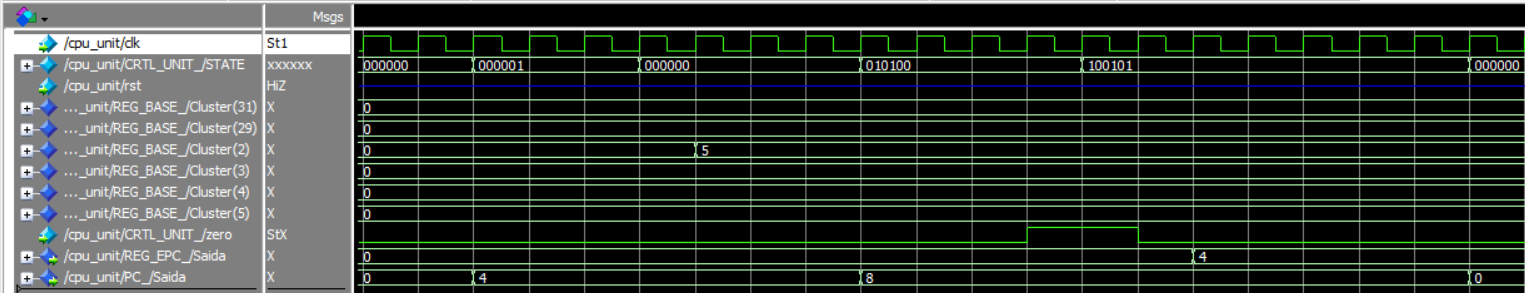 Msgs
/cpu_unit/clk St1
/cpu_unit/CRTL_UNIT_/STATE xxxxxx 000000 000001 000000 010100 100101 000000
/cpu_unit/rst HiZ
..._unit/REG_BASE_/Cluster(31) X 0
..._unit/REG_BASE_/Cluster(29) X 0
..._unit/REG_BASE_/Cluster(2) X 0 5
..._unit/REG_BASE_/Cluster(3) X 0
..._unit/REG_BASE_/Cluster(4) X 0
..._unit/REG_BASE_/Cluster(5) X 0
/cpu_unit/CRTL_UNIT_/zero StX
/cpu_unit/REG_EPC_/Saida X 0 4
/cpu_unit/PC_/Saida X 0 4 8 0